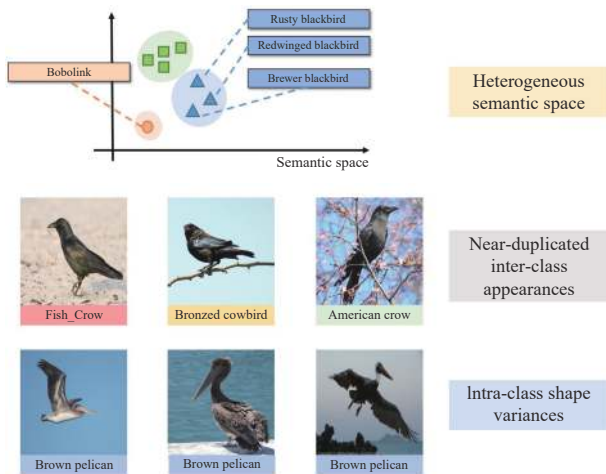 Rusty blackbird
Redwinged blackbird
Bobolink
Brewer blackbird
Heterogeneous
semantic space
Semantic space
Near-duplicated
inter-class
appearances
Fish_Crow
Bronzed cowbird
American crow
Intra-class shape
variances
Brown pelican
Brown pelican
Brown pelican